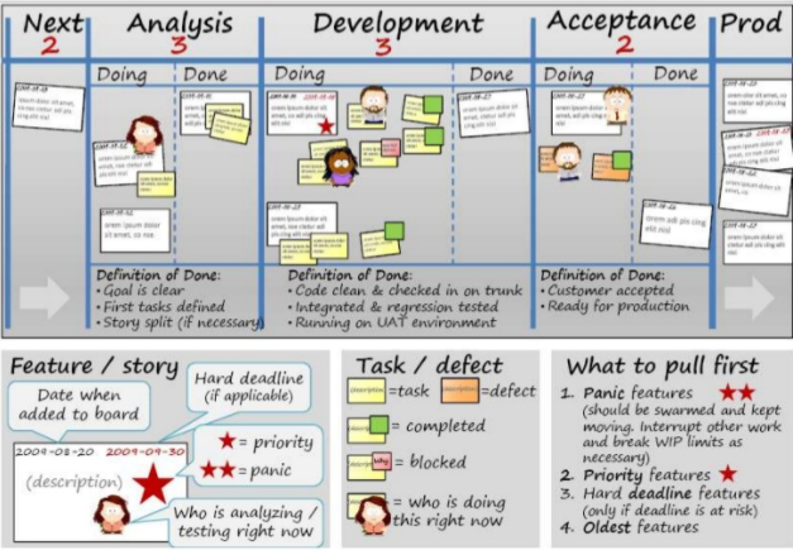 Next
2
Analysis
3
Development
3
Acceptance
2
Prod
Doing
Done
Doing
Done
Doing
Done
Definition of Done:
• Goal is clear
• First tasks defined
• Story split (if necessary)
Definition of Done:
• Code clean & checked in on trunk
• Integrated & regression tested
• Running on UAT environment
Definition of Done:
• Customer accepted
• Ready for production
Feature / story
Date when
added to board
Hard deadline
(if applicable)
2009-08-20 2009-09-30
(description)
= priority
= panic
Who is analyzing /
testing right now
Task / defect
=task
=defect
= completed
= blocked
= who is doing
this right now
What to pull first
1. Panic features
(should be swarmed and kept
moving. Interrupt other work
and break WIP limits as
necessary)
2. Priority features
3. Hard deadline features
(only if deadline is at risk)
4. Oldest features